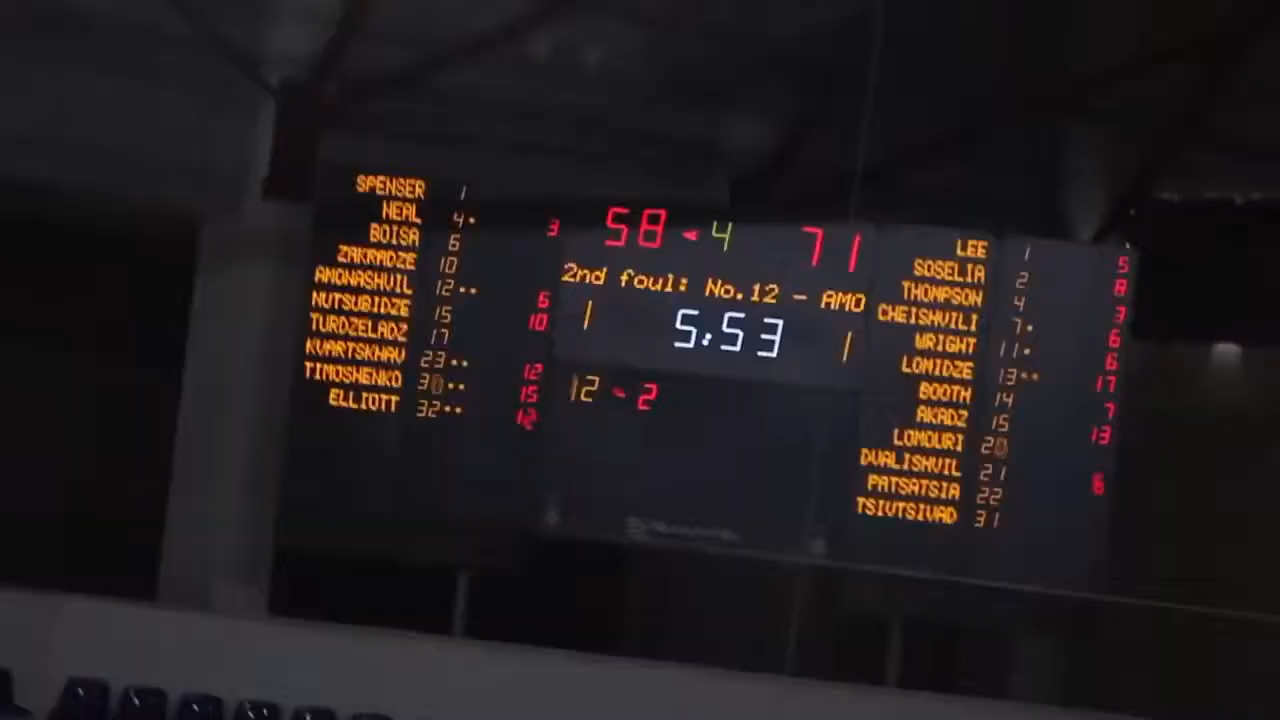 SPENSER 1
NEAL 4• 3
BOISA 6
ZAKRADZE 10
AMONASHVIL 12•• 6
NUTSUBIDZE 15 10
TURDZELADZ 17
KVARTSKHAV 23•• 12
TIMOSHENKO 30•• 15
ELLIOTT 32•• 12
58 ◄ 4 71
2nd foul: No.12 - AMO
1 5:53 1
12 - 2
LEE 1 5
SOSELIA 2 8
THOMPSON 4 3
CHEISHVILI 7• 6
WRIGHT 11• 6
LOMIDZE 13•• 17
BOOTH 14 7
AKADZ 15 13
LOMOURI 20
DVALISHVIL 21 6
PATSATSIA 22
TSIVTSIVAD 31